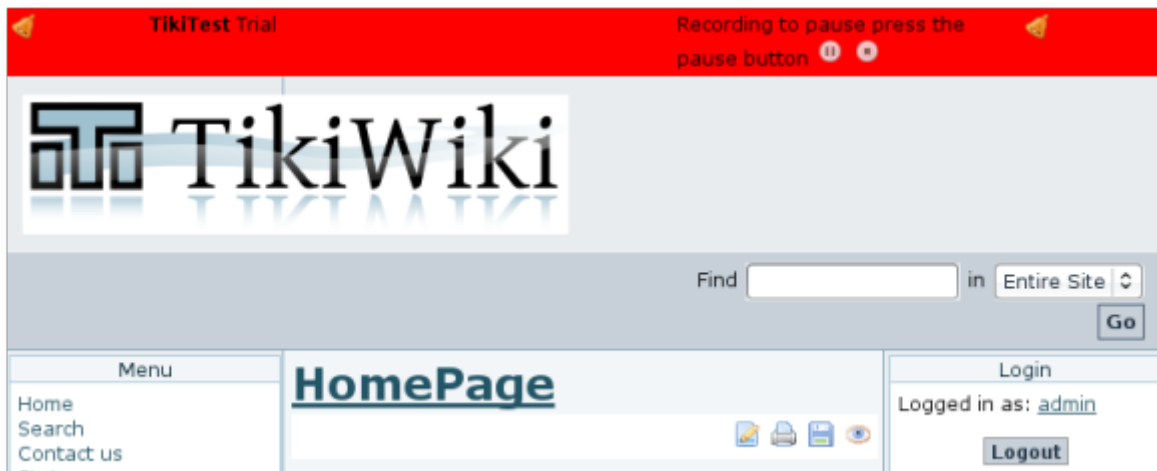 TikiTest Trial
Recording to pause press the
pause button
TikiWiki
Find
in
Entire Site
Go
Menu
Home
Search
Contact us
HomePage
Login
Logged in as: admin
Logout